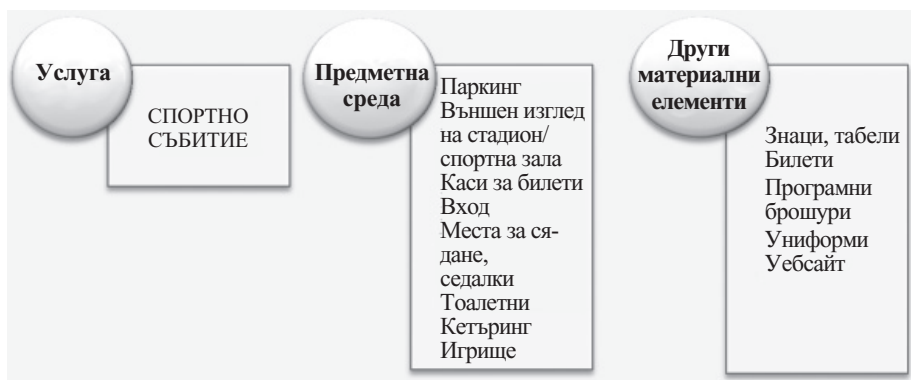 Услуга
СПОРТНО
СЪБИТИЕ
Предметна
среда
Паркинг
Външен изглед
на стадион/
спортна зала
Каси за билети
Вход
Места за ся-
дане,
седалки
Тоалетни
Кетъринг
Игрище
Други
материални
елементи
Знаци, табели
Билети
Програмни
брошури
Униформи
Уебсайт